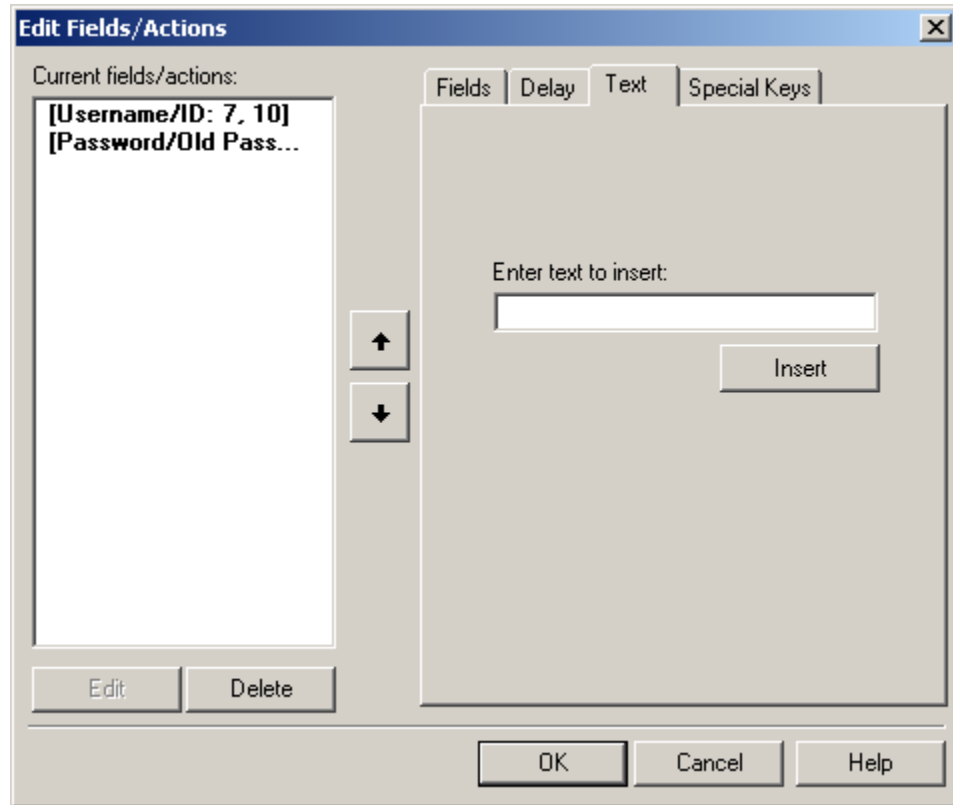 Edit Fields/Actions
Current fields/actions:
[Username/ID: 7, 10]
[Password/Old Pass...
Edit
Delete
Fields
Delay
Text
Special Keys
Enter text to insert:
Insert
OK
Cancel
Help